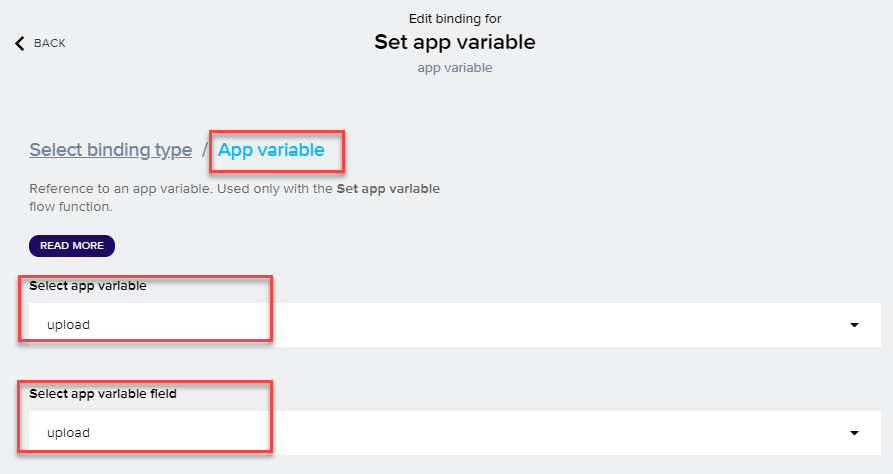 Edit binding for
BACK
Set app variable
app variable
Select binding type / App variable
Reference to an app variable. Used only with the Set app variable
flow function.
READ MORE
Select app variable
upload
Select app variable field
upload